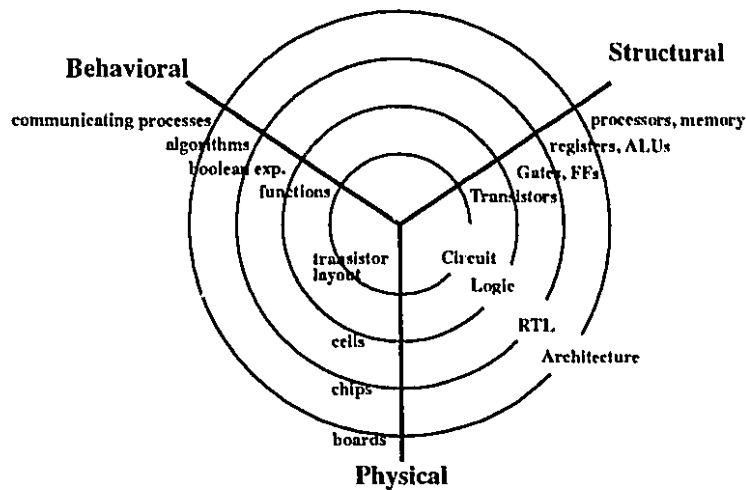 Behavioral
Structural
communicating processes
processors, memory
algorithms
registers, ALUs
boolean exp.
Gates, FFs
functions
Transistors
transistor
layout
Circuit
Logic
RTL
cells
Architecture
chips
boards
Physical